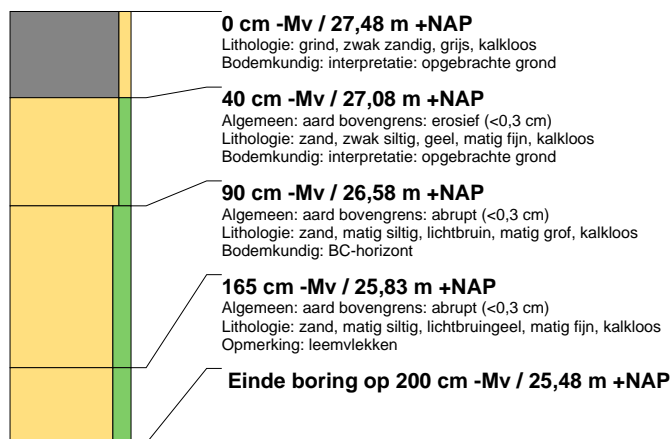 0 cm -Mv / 27,48 m +NAP
Lithologie: grind, zwak zandig, grijs, kalkloos
Bodemkundig: interpretatie: opgebrachte grond
40 cm -Mv / 27,08 m +NAP
Algemeen: aard bovengrens: erosief (<0,3 cm)
Lithologie: zand, zwak siltig, geel, matig fijn, kalkloos
Bodemkundig: interpretatie: opgebrachte grond
90 cm -Mv / 26,58 m +NAP
Algemeen: aard bovengrens: abrupt (<0,3 cm)
Lithologie: zand, matig siltig, lichtbruin, matig grof, kalkloos
Bodemkundig: BC-horizont
165 cm -Mv / 25,83 m +NAP
Algemeen: aard bovengrens: abrupt (<0,3 cm)
Lithologie: zand, matig siltig, lichtbruingeel, matig fijn, kalkloos
Opmerking: leemvlekken
Einde boring op 200 cm -Mv / 25,48 m +NAP